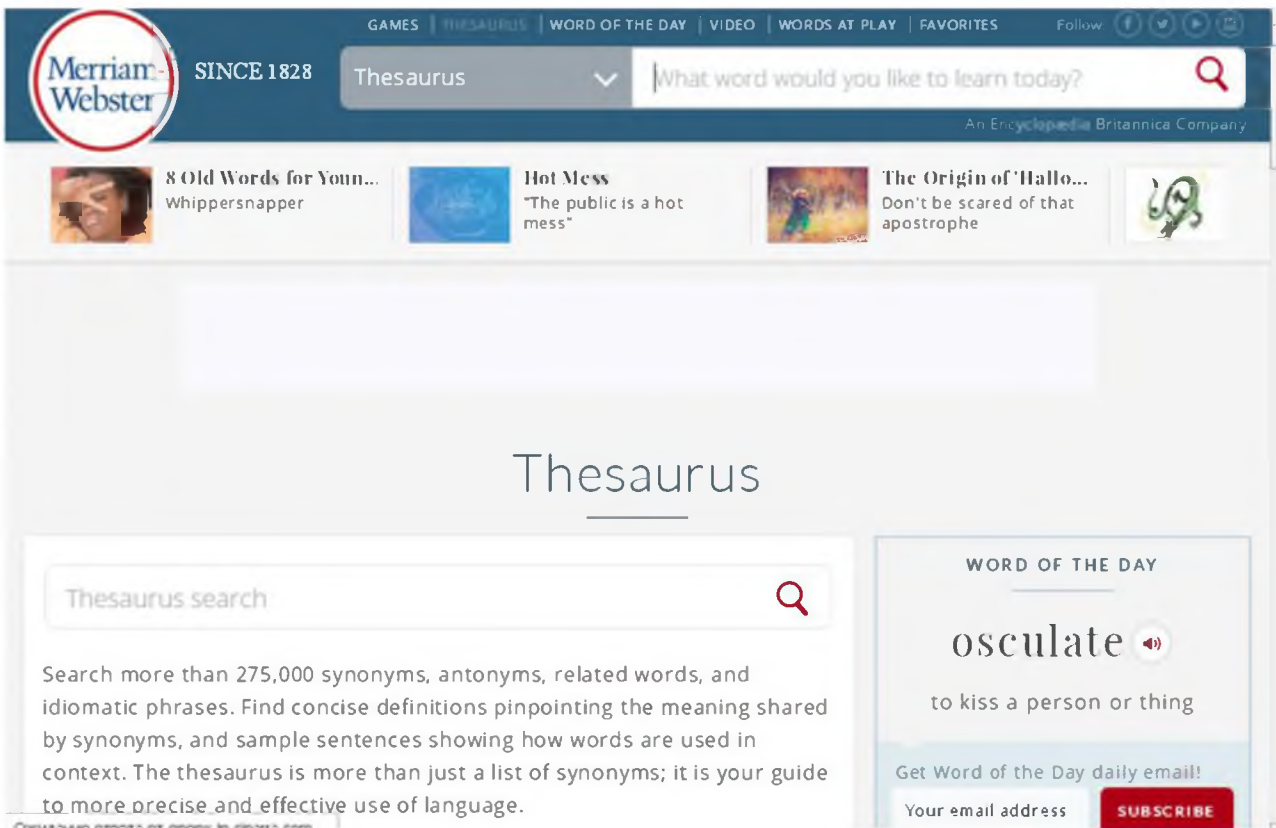 GAMES | THESAURUS | WORD OF THE DAY | VIDEO | WORDS AT PLAY | FAVORITES Follow
Merriam-
Webster
SINCE 1828
Thesaurus
What word would you like to learn today?
An Encyclopædia Britannica Company
8 Old Words for Youn...
Whippersnapper
Hot Mess
"The public is a hot
mess"
The Origin of 'Hallo...
Don't be scared of that
apostrophe
Thesaurus
Thesaurus search
Search more than 275,000 synonyms, antonyms, related words, and
idiomatic phrases. Find concise definitions pinpointing the meaning shared
by synonyms, and sample sentences showing how words are used in
context. The thesaurus is more than just a list of synonyms; it is your guide
to more precise and effective use of language.
WORD OF THE DAY
osculate
to kiss a person or thing
Get Word of the Day daily email!
Your email address
SUBSCRIBE